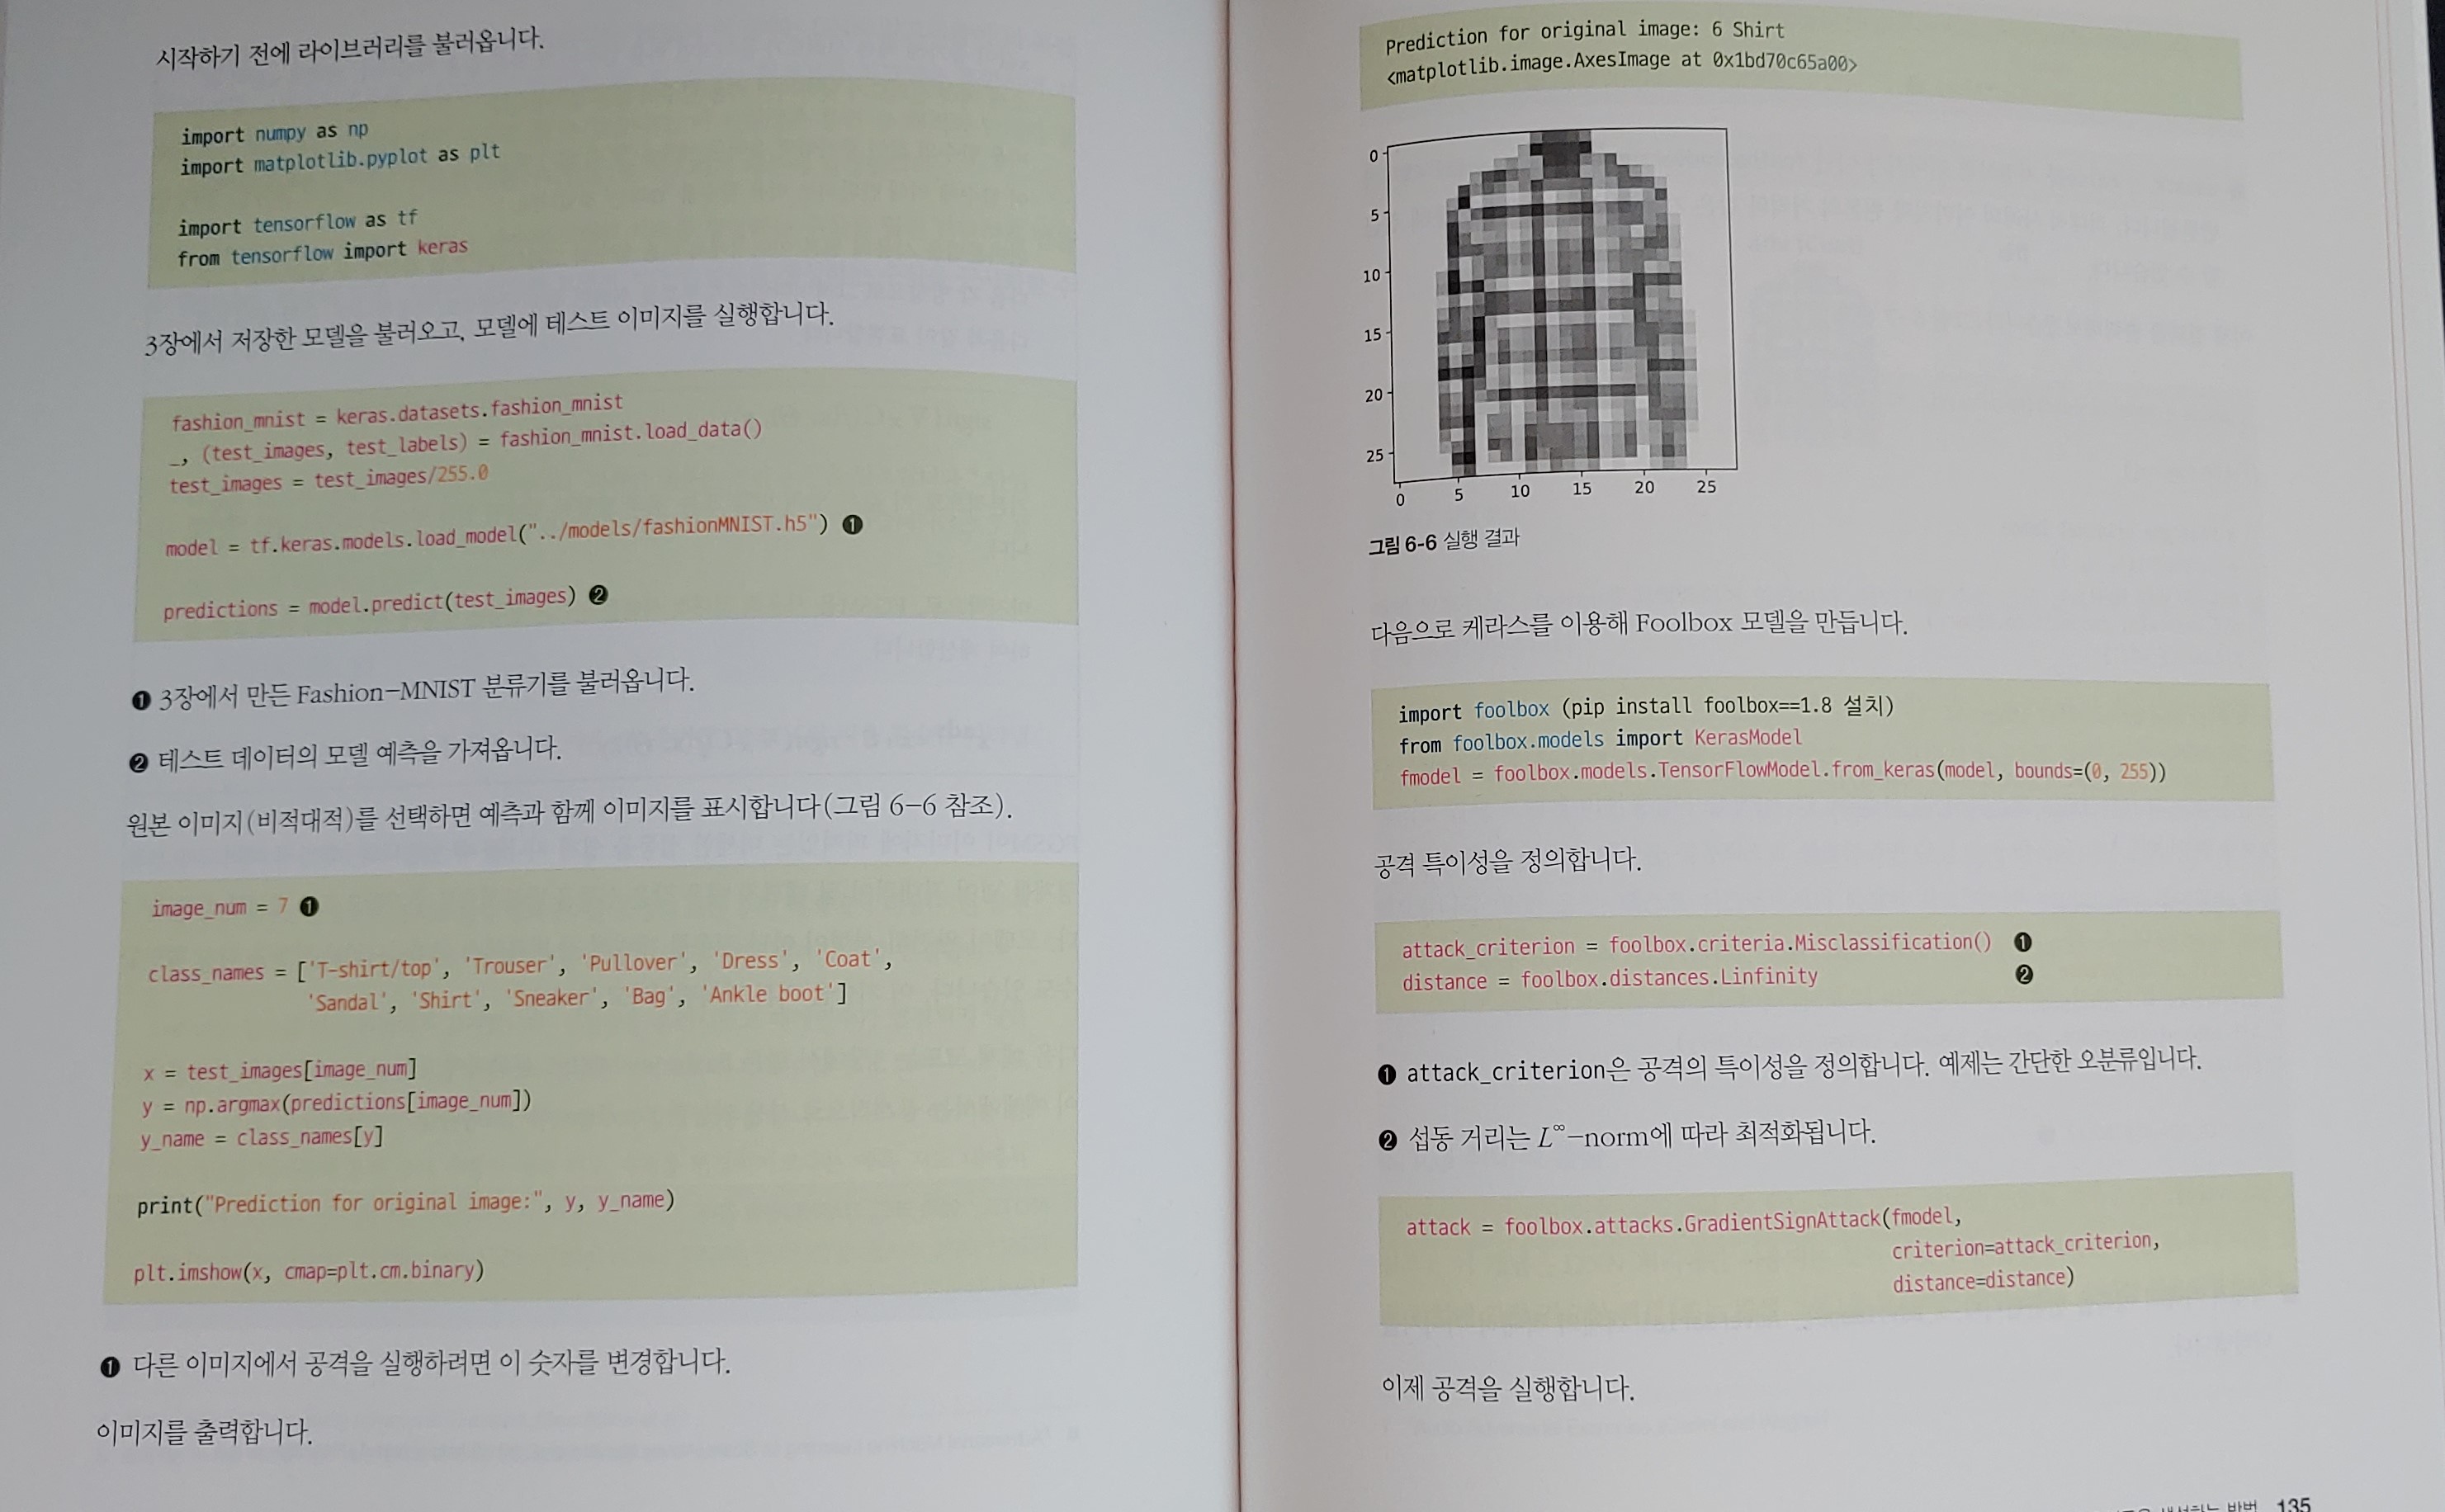 시작하기 전에 라이브러리를 불러옵니다.
import numpy as np
import matplotlib.pyplot as plt
import tensorflow as tf
from tensorflow import keras
3장에서 저장한 모델을 불러오고, 모델에 테스트 이미지를 실행합니다.
fashion_mnist = keras.datasets.fashion_mnist
_, (test_images, test_labels) = fashion_mnist.load_data()
test_images = test_images/255.0
model = tf.keras.models.load_model("../models/fashionMNIST.h5") ❶
predictions = model.predict(test_images) ❷
❶ 3장에서 만든 Fashion-MNIST 분류기를 불러옵니다.
❷ 테스트 데이터의 모델 예측을 가져옵니다.
원본 이미지(비적대적)를 선택하면 예측과 함께 이미지를 표시합니다(그림 6-6 참조).
image_num = 7 ❶
class_names = ['T-shirt/top', 'Trouser', 'Pullover', 'Dress', 'Coat',
'Sandal', 'Shirt', 'Sneaker', 'Bag', 'Ankle boot']
x = test_images[image_num]
y = np.argmax(predictions[image_num])
y_name = class_names[y]
print("Prediction for original image:", y, y_name)
plt.imshow(x, cmap=plt.cm.binary)
❶ 다른 이미지에서 공격을 실행하려면 이 숫자를 변경합니다.
이미지를 출력합니다.
Prediction for original image: 6 Shirt
<matplotlib.image.AxesImage at 0x1bd70c65a00>
0
5
10
15
20
25
0 5 10 15 20 25
그림 6-6 실행 결과
다음으로 케라스를 이용해 Foolbox 모델을 만듭니다.
import foolbox (pip install foolbox==1.8 설치)
from foolbox.models import KerasModel
fmodel = foolbox.models.TensorFlowModel.from_keras(model, bounds=(0, 255))
공격 특이성을 정의합니다.
attack_criterion = foolbox.criteria.Misclassification() ❶
distance = foolbox.distances.Linfinity ❷
❶ attack_criterion은 공격의 특이성을 정의합니다. 예제는 간단한 오분류입니다.
❷ 섭동 거리는 L∞-norm에 따라 최적화됩니다.
attack = foolbox.attacks.GradientSignAttack(fmodel,
criterion=attack_criterion,
distance=distance)
이제 공격을 실행합니다.
방법 135